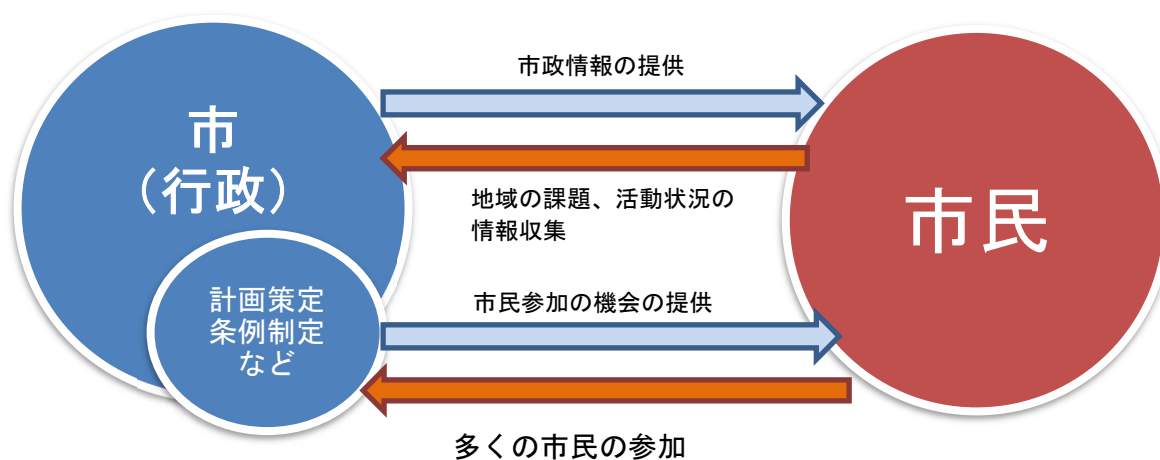 市政情報の提供
市
（行政）
地域の課題、活動状況の
情報収集
市民
計画策定
条例制定
など
市民参加の機会の提供
多くの市民の参加